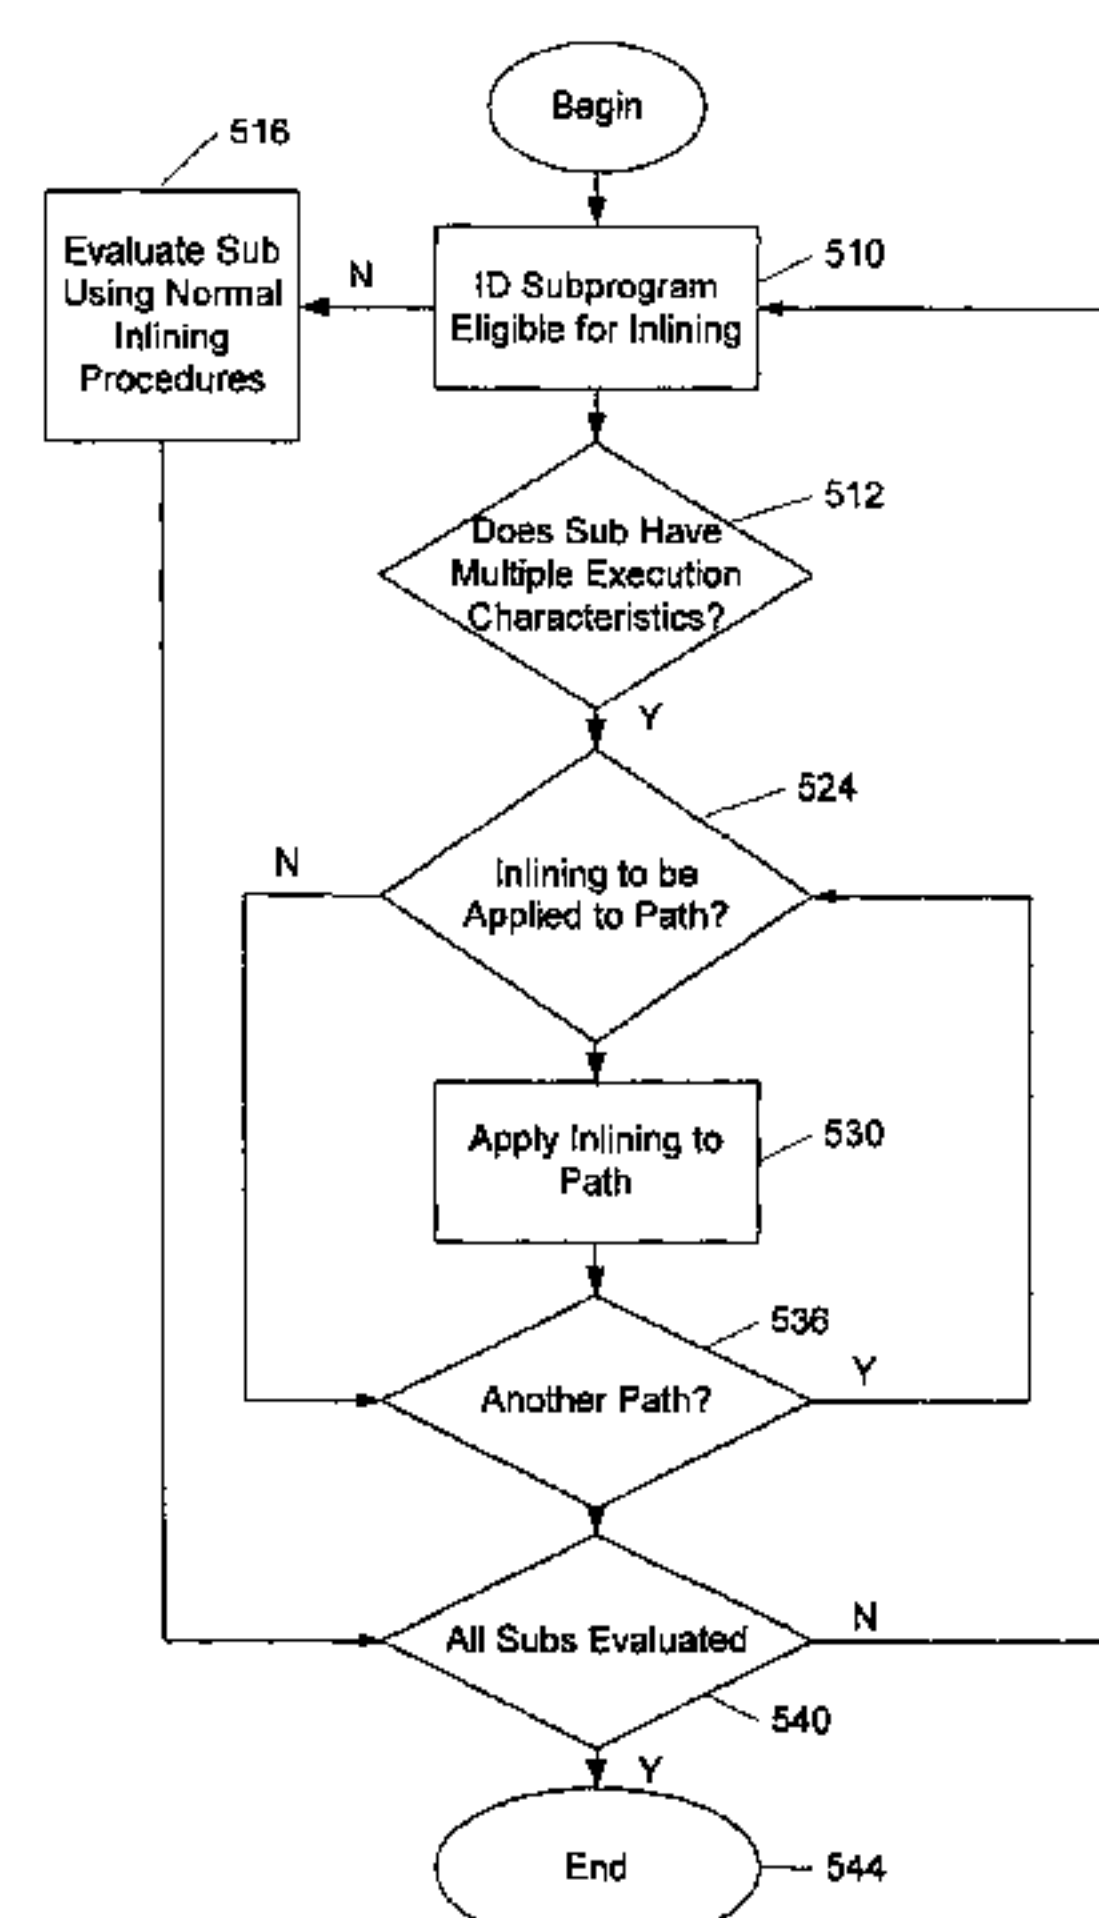 Begin
516
Evaluate Sub
Using Normal
Inlining
Procedures
N
ID Subprogram
Eligible for Inlining
510
Does Sub Have
Multiple Execution
Characteristics?
512
Y
524
N
Inlining to be
Applied to Path?
Apply Inlining to
Path
530
536
Another Path?
Y
All Subs Evaluated
N
540
Y
End
544